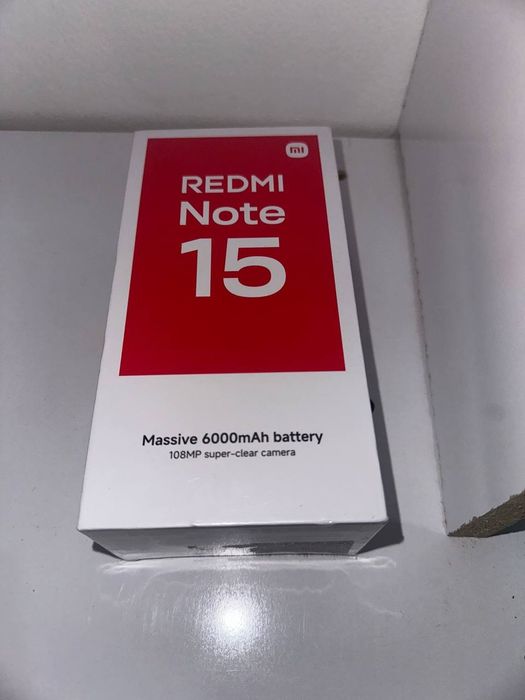 mi
REDMI
Note
15
Massive 6000mAh battery
108MP super-clear camera